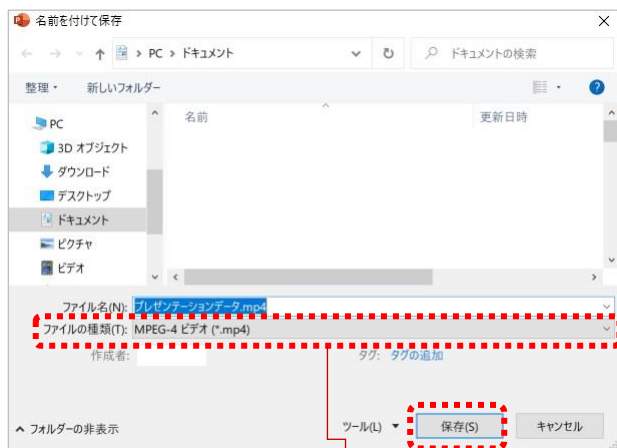 名前を付けて保存
PC > ドキュメント
ドキュメントの検索
整理
新しいフォルダー
名前
更新日時
PC
3D オブジェクト
ダウンロード
デスクトップ
ドキュメント
ピクチャ
ビデオ
ファイル名(N): プレゼンテーションデータ.mp4
ファイルの種類(T): MPEG-4 ビデオ (*.mp4)
作成者:
タグ: タグの追加
フォルダーの非表示
ツール(L)
保存(S)
キャンセル